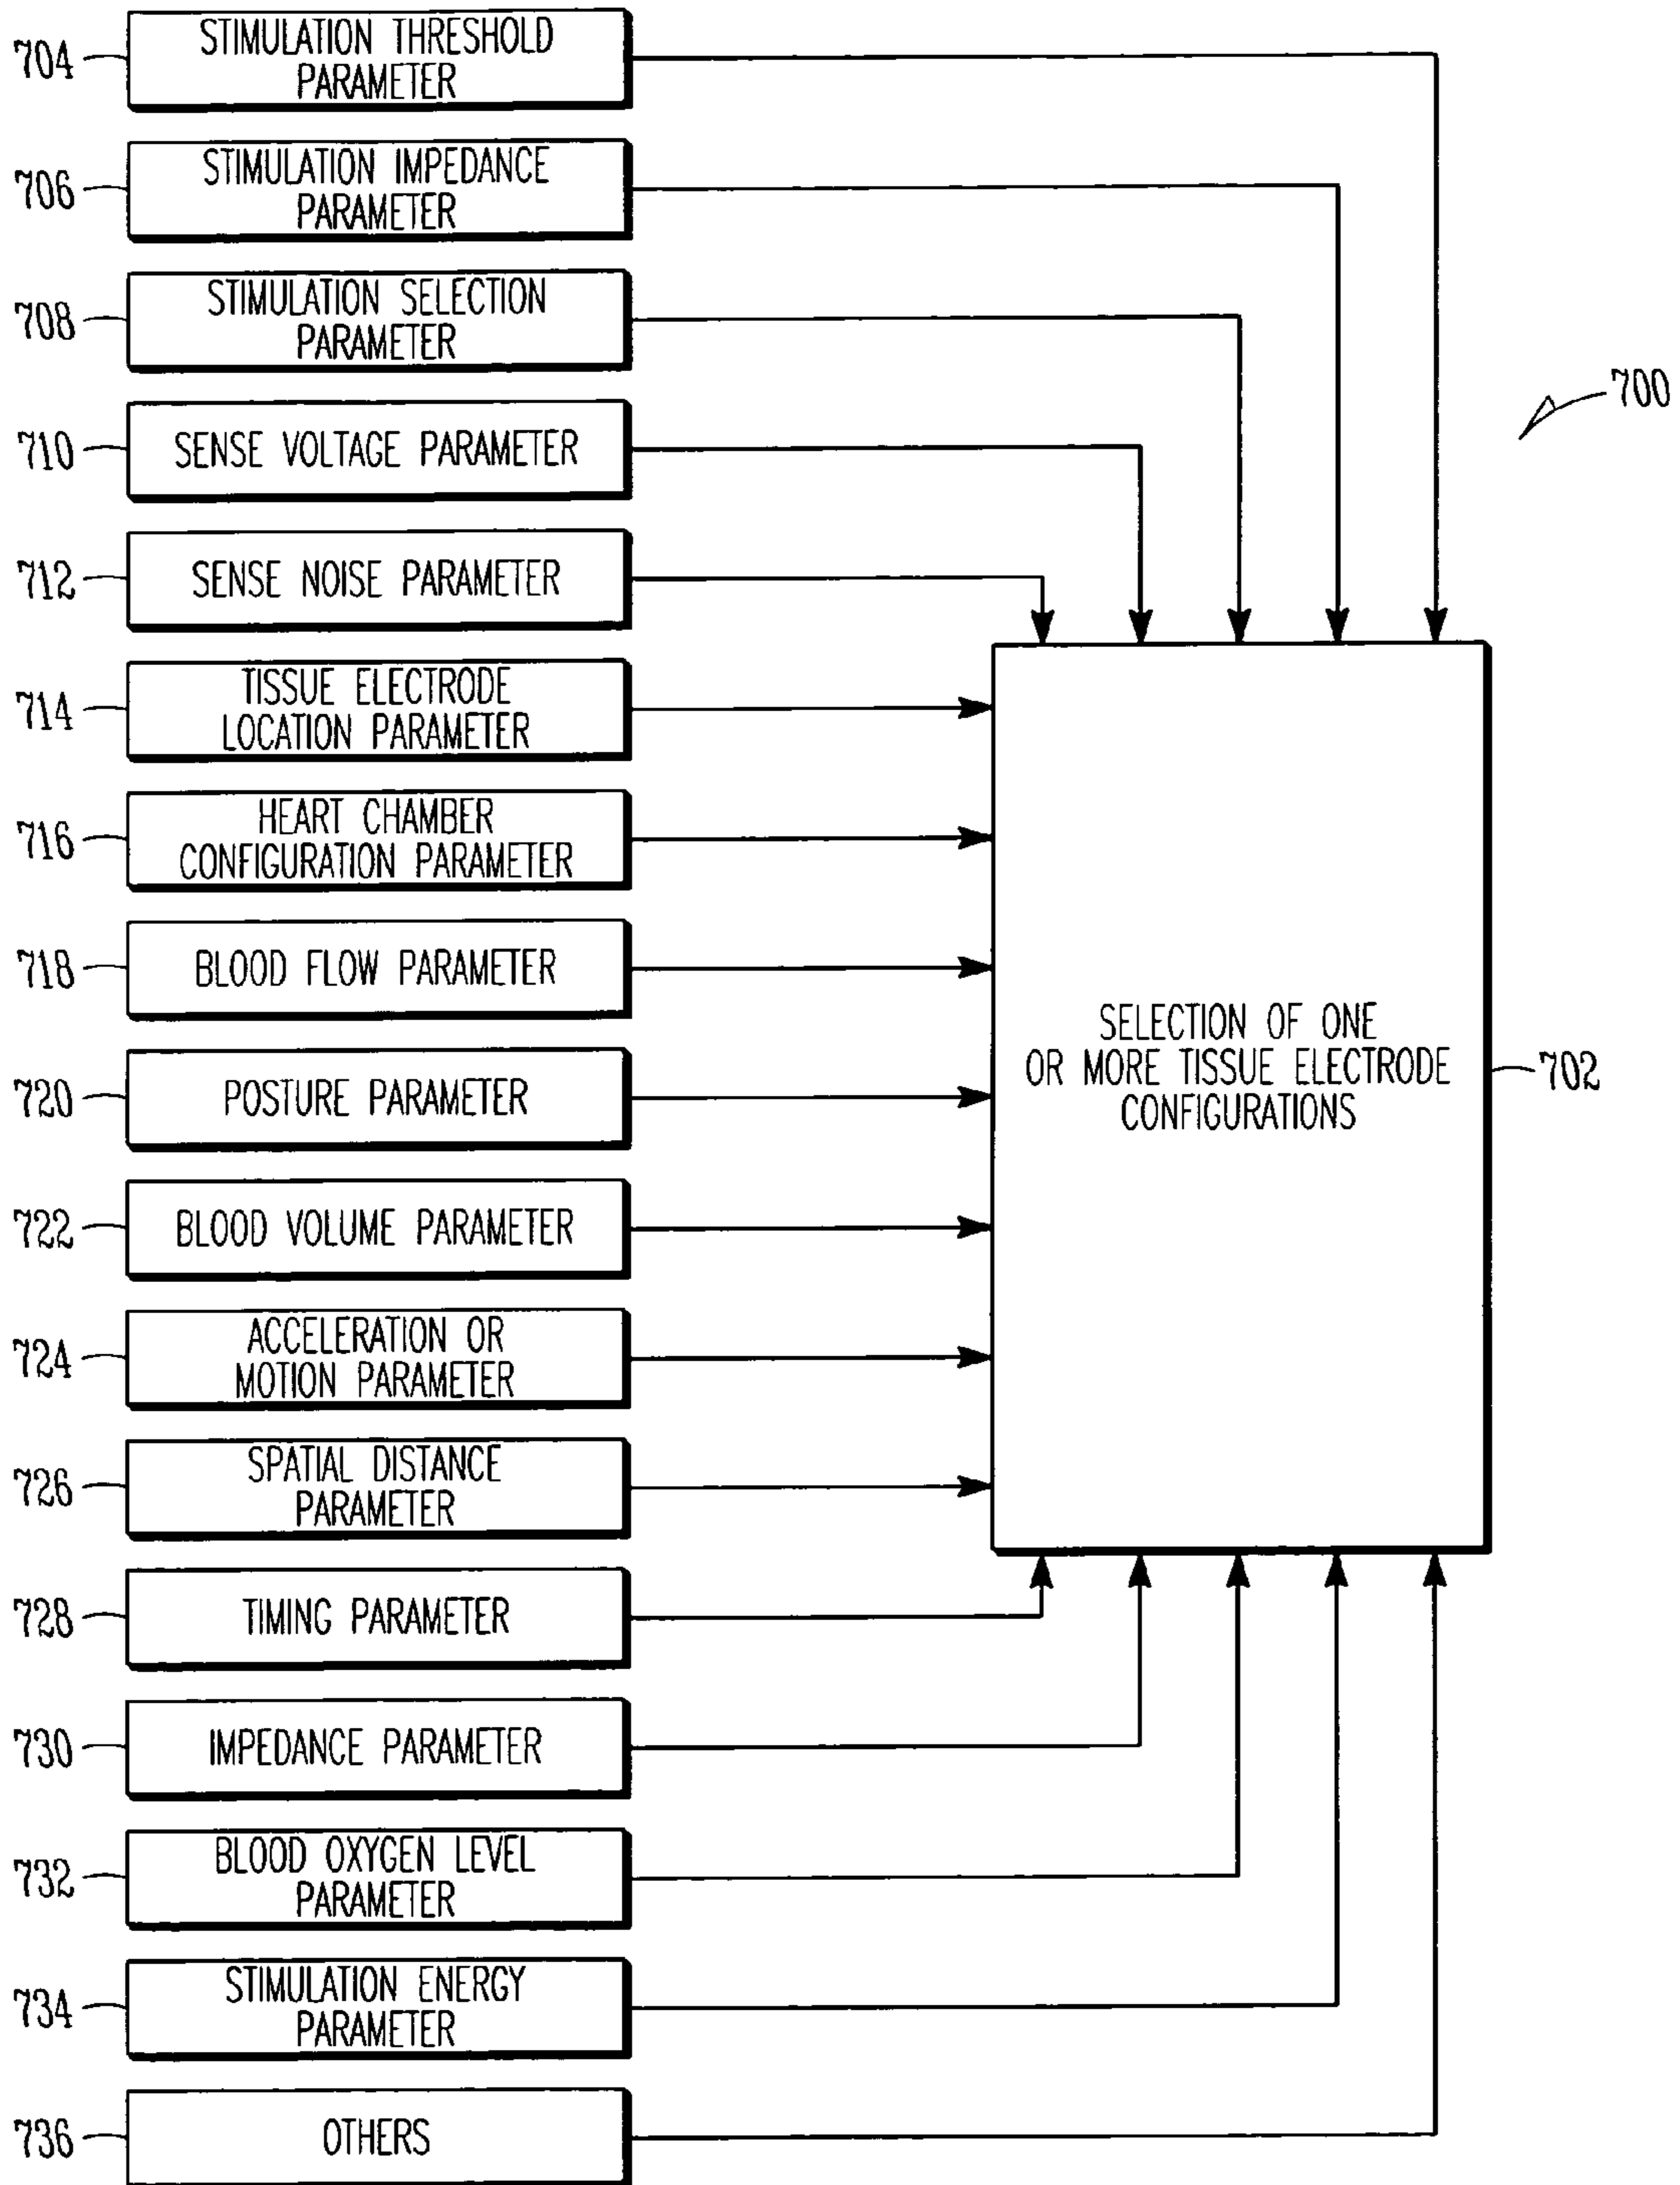 704
STIMULATION THRESHOLD
PARAMETER
706
STIMULATION IMPEDANCE
PARAMETER
708
STIMULATION SELECTION
PARAMETER
700
710
SENSE VOLTAGE PARAMETER
712
SENSE NOISE PARAMETER
714
TISSUE ELECTRODE
LOCATION PARAMETER
716
HEART CHAMBER
CONFIGURATION PARAMETER
718
BLOOD FLOW PARAMETER
720
POSTURE PARAMETER
722
BLOOD VOLUME PARAMETER
724
ACCELERATION OR
MOTION PARAMETER
726
SPATIAL DISTANCE
PARAMETER
728
TIMING PARAMETER
730
IMPEDANCE PARAMETER
732
BLOOD OXYGEN LEVEL
PARAMETER
734
STIMULATION ENERGY
PARAMETER
736
OTHERS
SELECTION OF ONE
OR MORE TISSUE ELECTRODE
CONFIGURATIONS
702